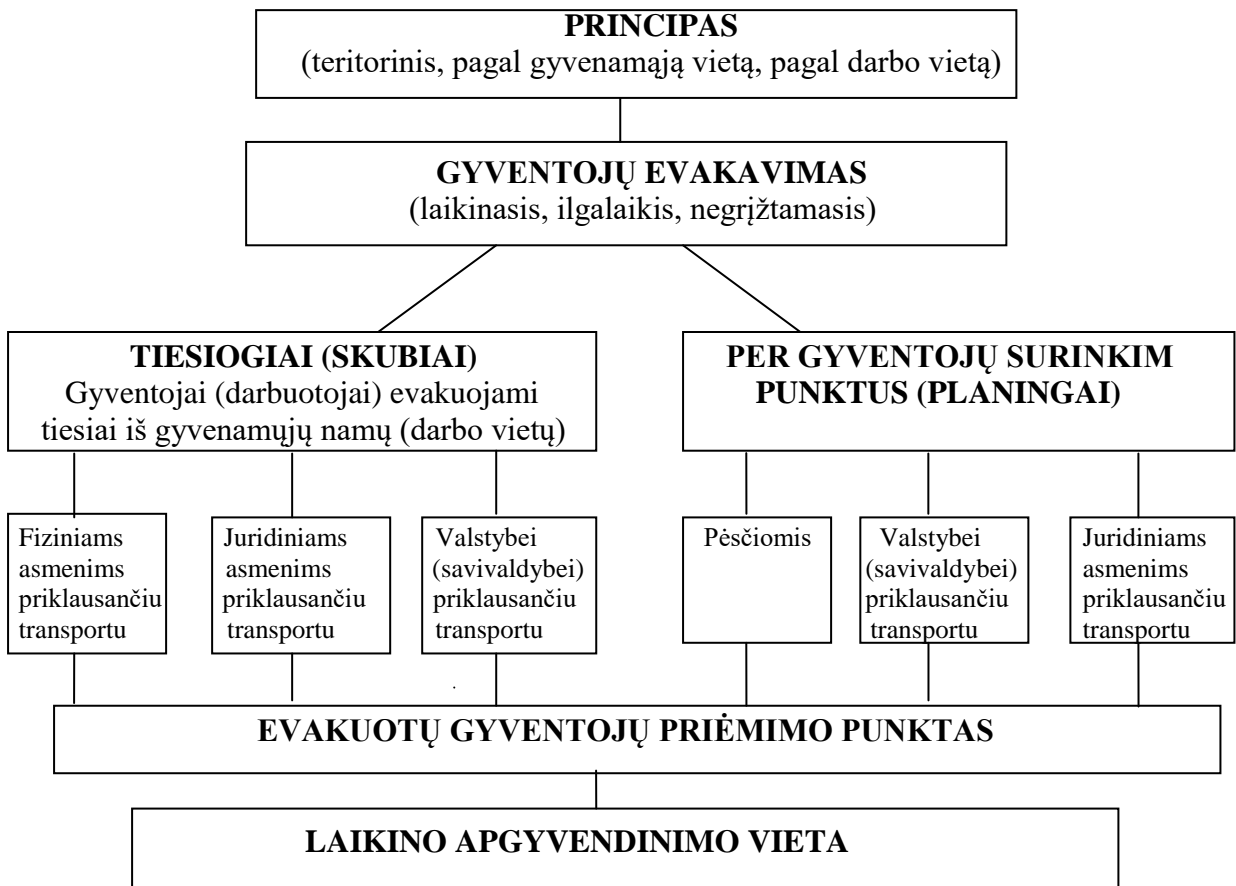 PRINCIPAS
(teritorinis, pagal gyvenamąją vietą, pagal darbo vietą)
GYVENTOJŲ EVAKAVIMAS
(laikinasis, ilgalaikis, negrįžtamasis)
TIESIOGIAI (SKUBIAI)
Gyventojai (darbuotojai) evakuojami
tiesiai iš gyvenamųjų namų (darbo vietų)
PER GYVENTOJŲ SURINKIM
PUNKTUS (PLANINGAI)
Fiziniams
asmenims
priklausančiu
transportu
Juridiniams
asmenims
priklausančiu
transportu
Valstybei
(savivaldybei)
priklausančiu
transportu
Pėsčiomis
Valstybei
(savivaldybei)
priklausančiu
transportu
Juridiniams
asmenims
priklausančiu
transportu
EVAKUOTŲ GYVENTOJŲ PRIĖMIMO PUNKTAS
LAIKINO APGYVENDINIMO VIETA